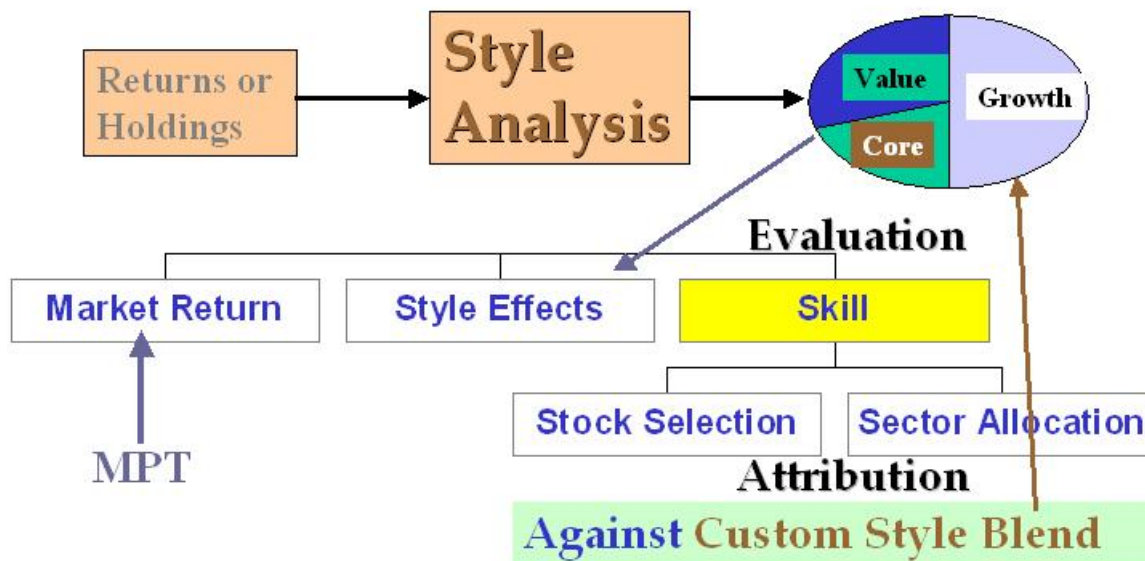 Returns or
Holdings
Style
Analysis
Value
Growth
Core
Evaluation
Market Return
Style Effects
Skill
Stock Selection
Sector Allocation
MPT
Attribution
Against Custom Style Blend